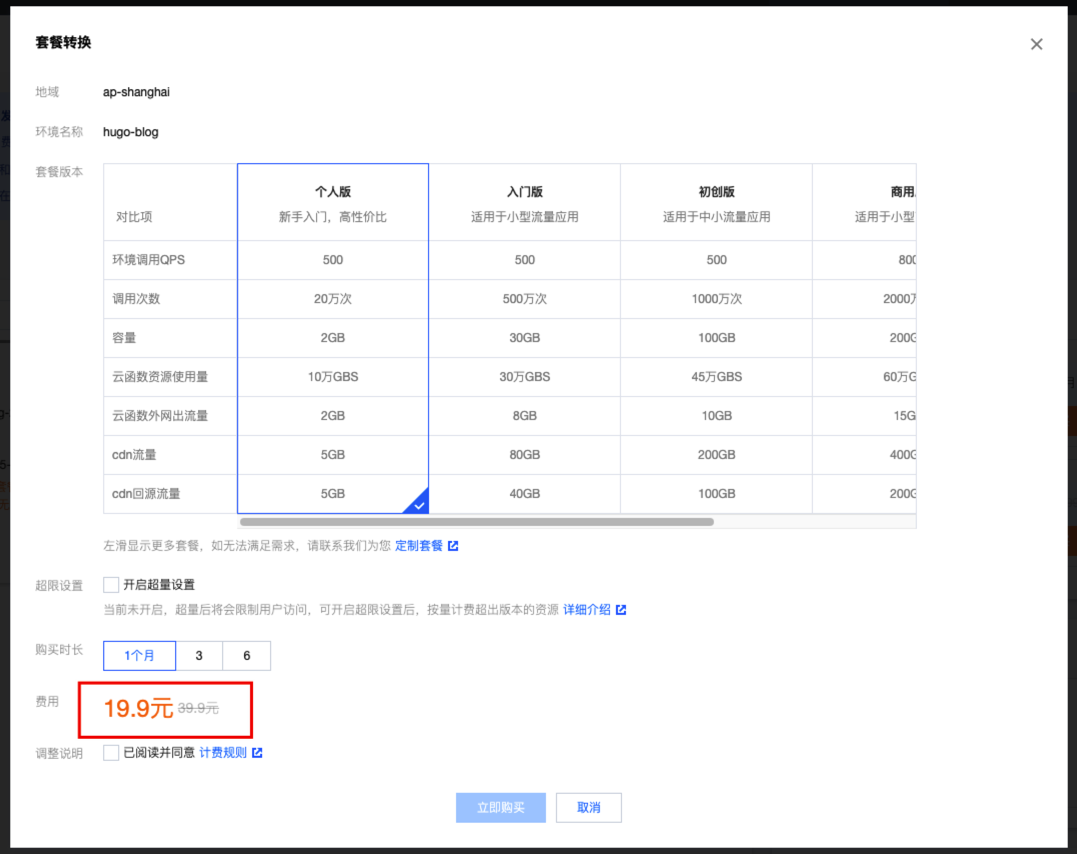 套餐转换
地域 ap-shanghai
环境名称 hugo-blog
套餐版本
对比项 个人版 入门版 初创版 商用
新手入门，高性价比 适用于小型流量应用 适用于中小流量应用 适用于小型
环境调用QPS 500 500 500 800
调用次数 20万次 500万次 1000万次 2000万
容量 2GB 30GB 100GB 200G
云函数资源使用量 10万GBS 30万GBS 45万GBS 60万G
云函数外网出流量 2GB 8GB 10GB 15G
cdn流量 5GB 80GB 200GB 400G
cdn回源流量 5GB 40GB 100GB 200G
左滑显示更多套餐，如无法满足需求，请联系我们为您 定制套餐
超限设置 开启超量设置
当前未开启，超量后将会限制用户访问，可开启超限设置后，按量计费超出版本的资源 详细介绍
购买时长 1个月 3 6
费用 19.9元 39.9元
调整说明 已阅读并同意 计费规则
立即购买 取消